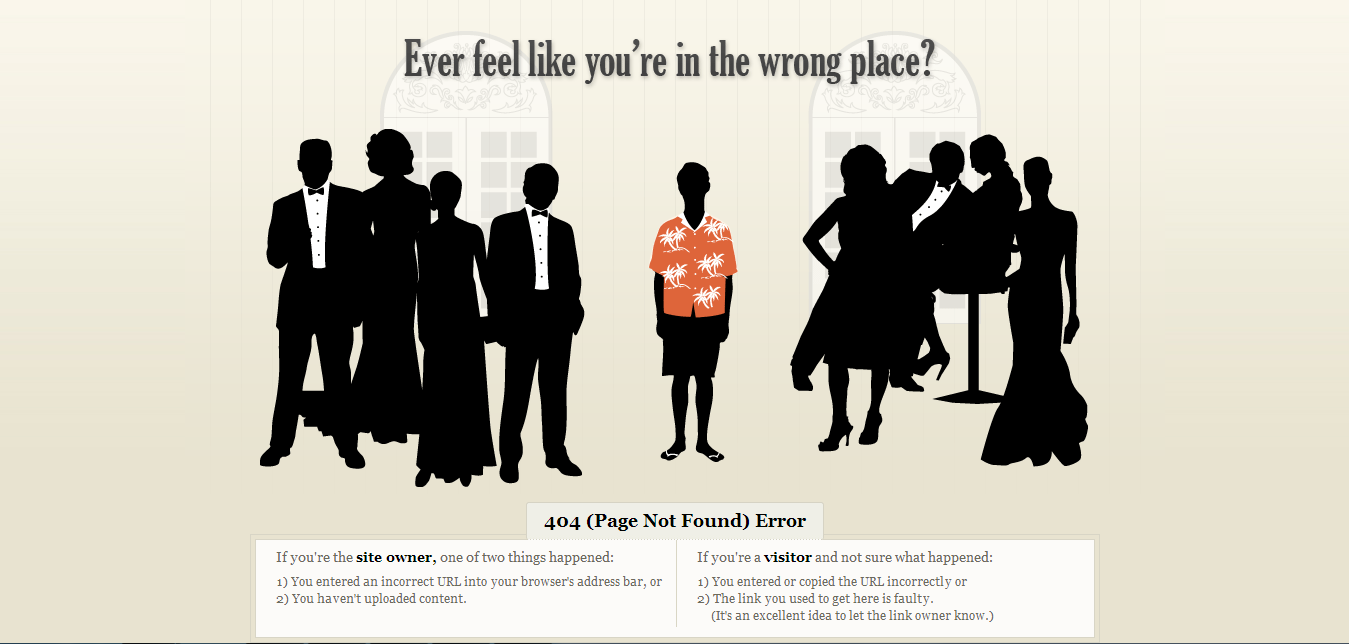 Ever feel like you're in the wrong place?
404 (Page Not Found) Error
If you're the site owner, one of two things happened:
1) You entered an incorrect URL into your browser's address bar, or
2) You haven't uploaded content.
If you're a visitor and not sure what happened:
1) You entered or copied the URL incorrectly or
2) The link you used to get here is faulty.
(It's an excellent idea to let the link owner know.)